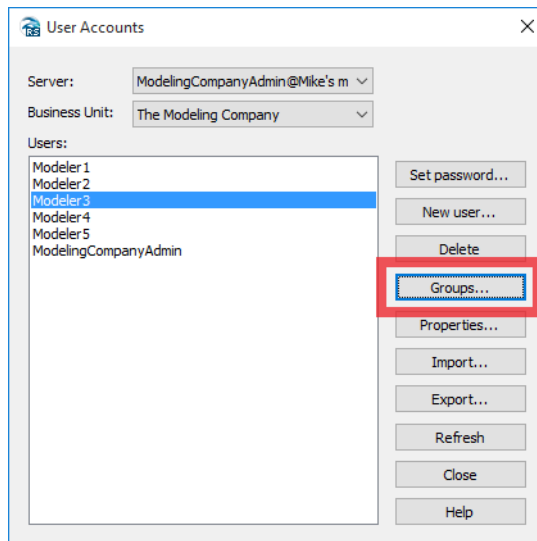 User Accounts
Server: ModelingCompanyAdmin@Mike's m
Business Unit: The Modeling Company
Users:
Modeler1
Modeler2
Modeler3
Modeler4
Modeler5
ModelingCompanyAdmin
Set password...
New user...
Delete
Groups...
Properties...
Import...
Export...
Refresh
Close
Help